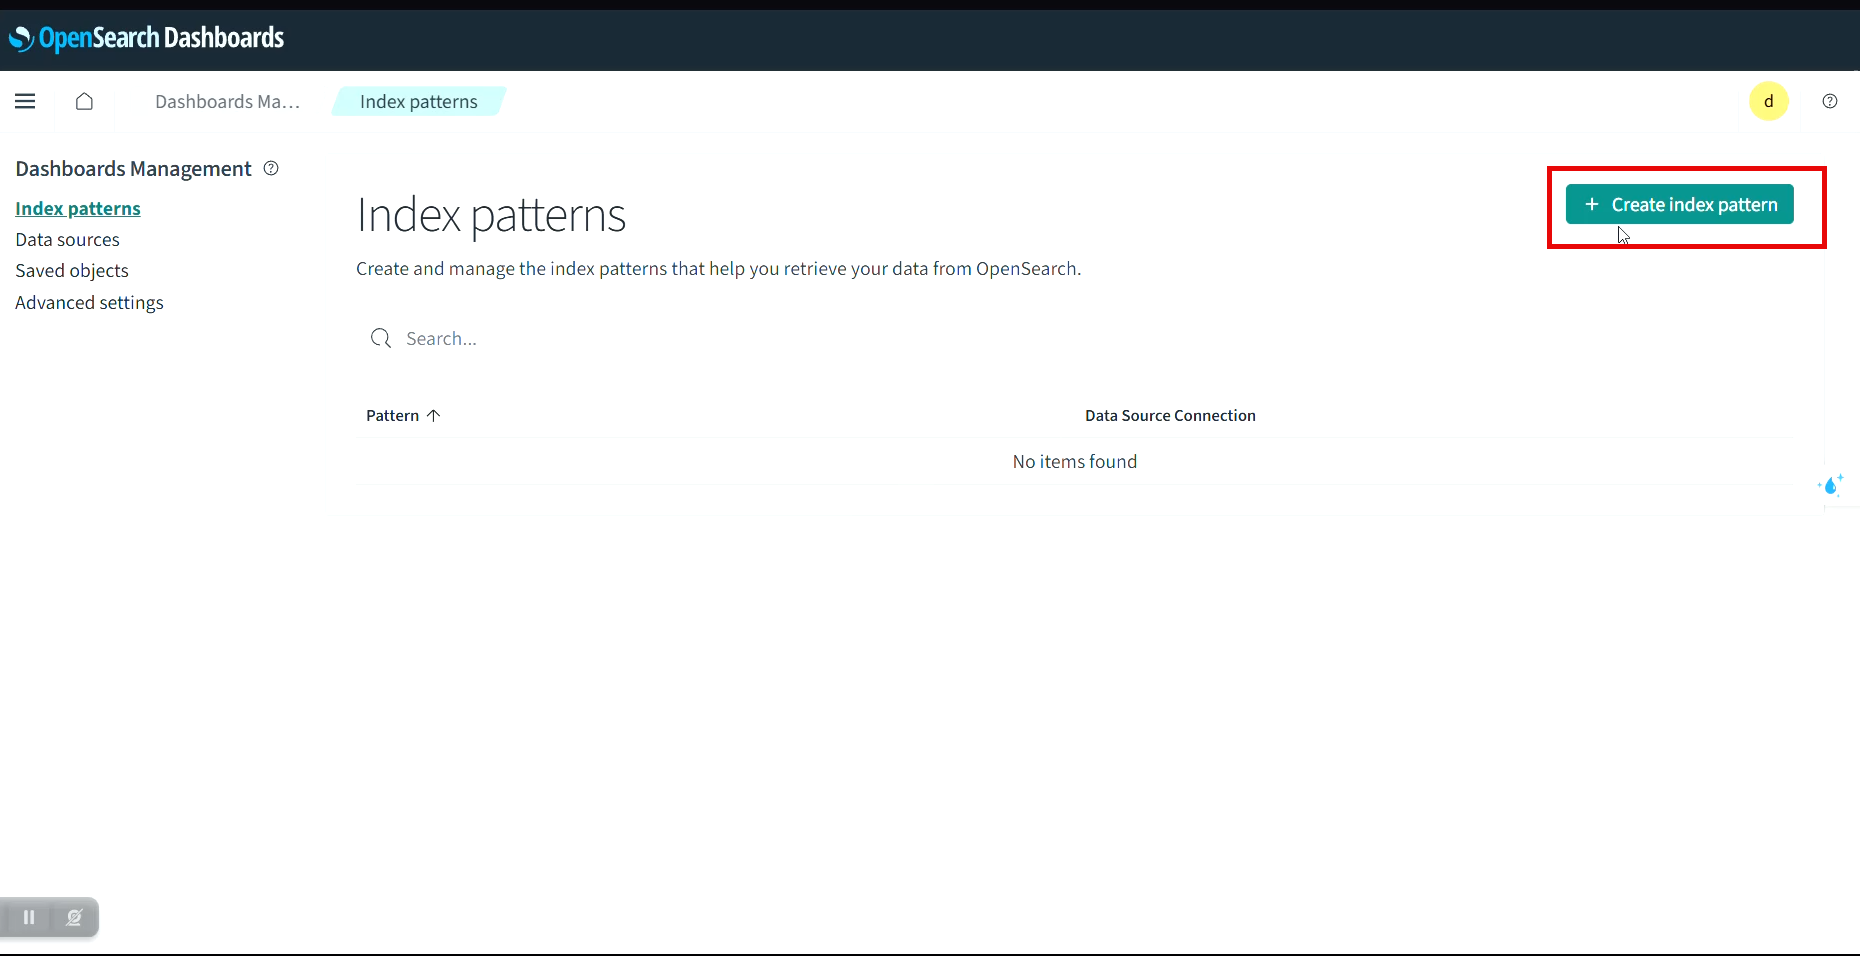 OpenSearch Dashboards
Dashboards Ma...
Index patterns
d
Dashboards Management
Index patterns
Data sources
Saved objects
Advanced settings
Index patterns
+ Create index pattern
Create and manage the index patterns that help you retrieve your data from OpenSearch.
Search...
Pattern ↑
Data Source Connection
No items found